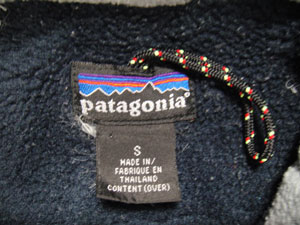 patagonia®
S
MADE IN/
FABRIQUE EN
THAILAND
CONTENT (OVER)